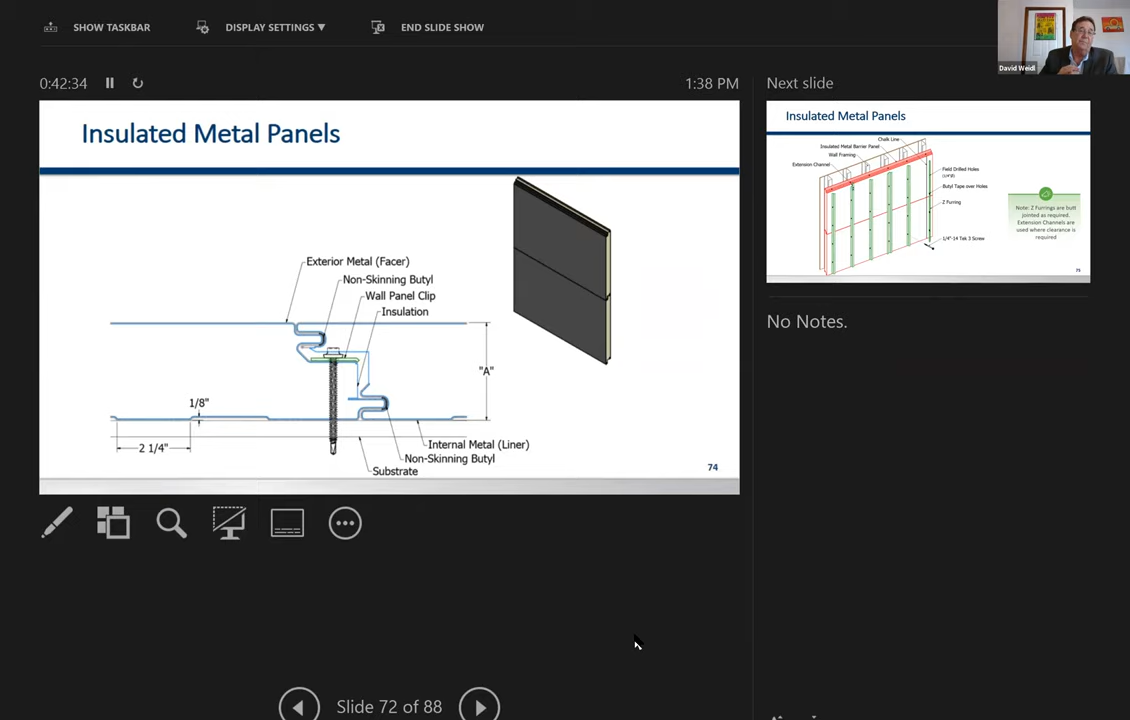 SHOW TASKBAR
DISPLAY SETTINGS ▼
END SLIDE SHOW
David Weidl
0:42:34
1:38 PM
Next slide
Insulated Metal Panels
Exterior Metal (Facer)
Non-Skinning Butyl
Wall Panel Clip
Insulation
"A"
1/8"
2 1/4"
Internal Metal (Liner)
Non-Skinning Butyl
Substrate
74
Insulated Metal Panels
Chalk Line
Insulated Metal Barrier Panel
Wall Framing
Extension Channel
Field Drilled Holes
Butyl Tape over Holes
Z Furring
1/4"-14 Tek 3 Screw
Note: Z Furrings are butt
jointed as required.
Extension Channels are
used where clearance is
required
75
No Notes.
Slide 72 of 88